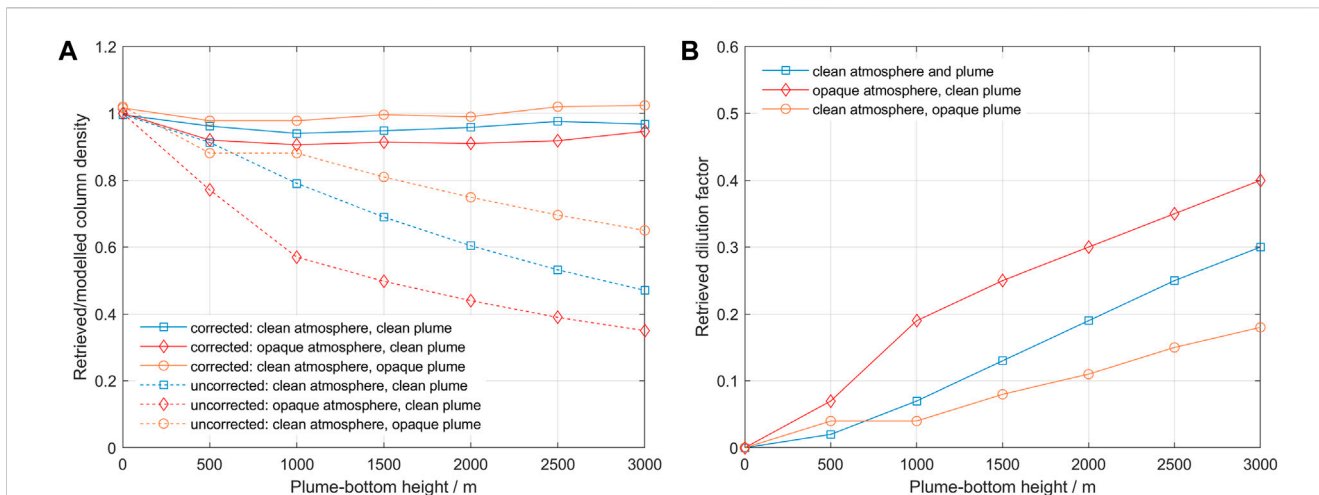 A
Retrieved/modelled column density
1.2
1
0.8
0.6
0.4
0.2
0
corrected: clean atmosphere, clean plume
corrected: opaque atmosphere, clean plume
corrected: clean atmosphere, opaque plume
uncorrected: clean atmosphere, clean plume
uncorrected: opaque atmosphere, clean plume
uncorrected: clean atmosphere, opaque plume
0 500 1000 1500 2000 2500 3000
Plume-bottom height / m
B
Retrieved dilution factor
0.6
0.5
0.4
0.3
0.2
0.1
0
clean atmosphere and plume
opaque atmosphere, clean plume
clean atmosphere, opaque plume
0 500 1000 1500 2000 2500 3000
Plume-bottom height / m